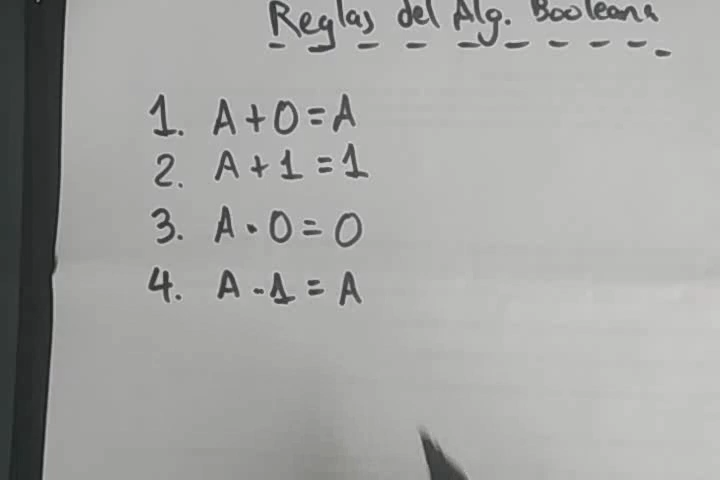 Reglas del Alg. Booleana
1. A+0=A
2. A+1=1
3. A·0=0
4. A·1=A